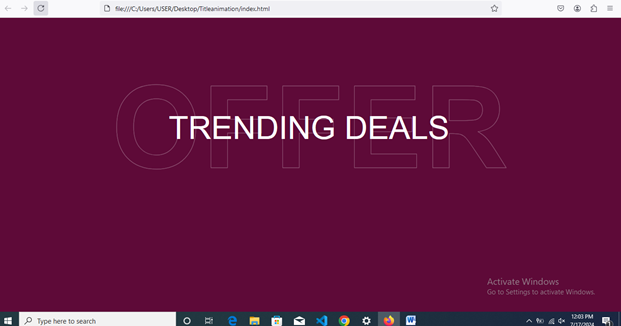 file:///C:/Users/USER/Desktop/Titleanimation/index.html
OFFER
TRENDING DEALS
Activate Windows
Go to Settings to activate Windows.
Type here to search
12:03 PM
7/17/2024